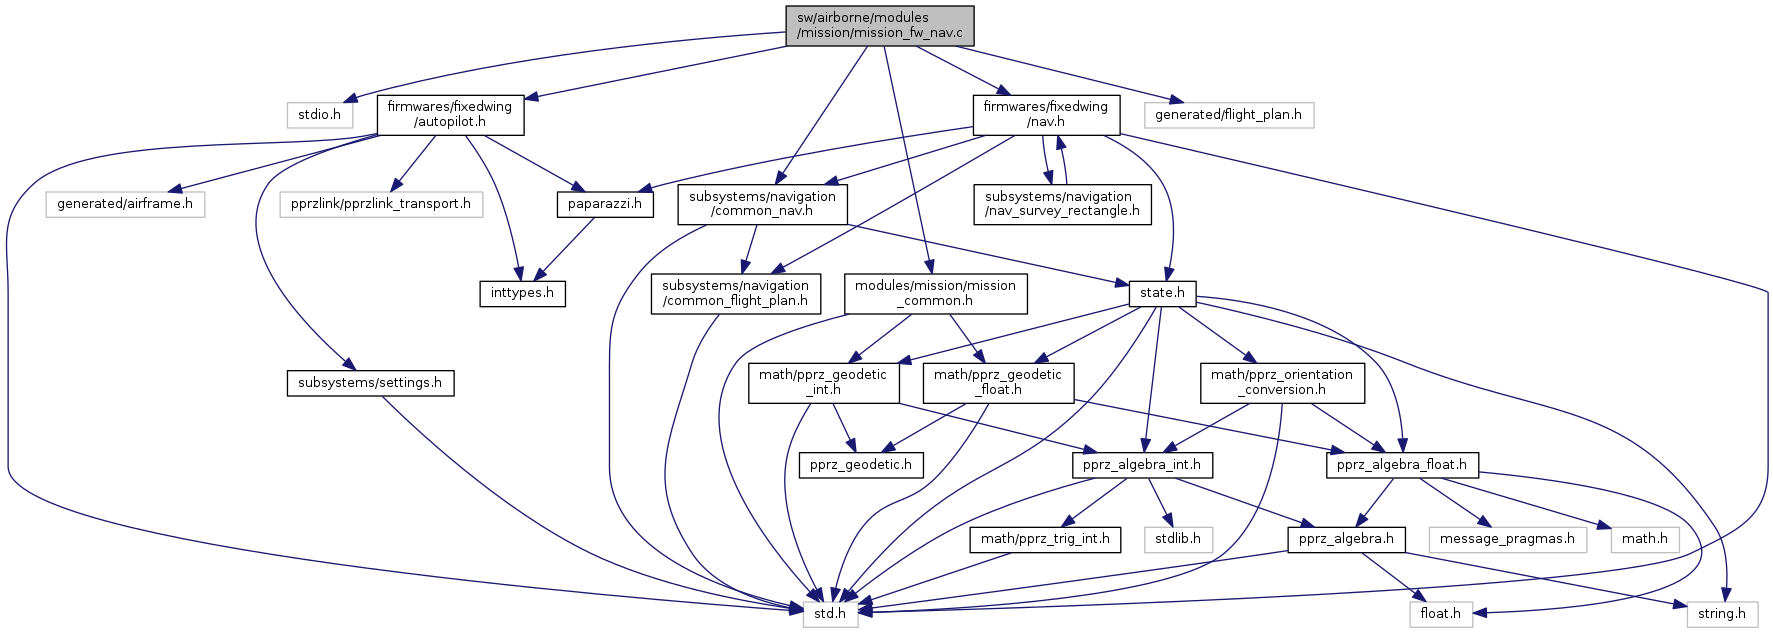 sw/airborne/modules
/mission/mission_fw_nav.c
stdio.h
firmwares/fixedwing
/autopilot.h
firmwares/fixedwing
/nav.h
generated/flight_plan.h
generated/airframe.h
pprzlink/pprzlink_transport.h
paparazzi.h
subsystems/navigation
/common_nav.h
subsystems/navigation
/nav_survey_rectangle.h
inttypes.h
subsystems/navigation
/common_flight_plan.h
modules/mission/mission
_common.h
state.h
subsystems/settings.h
math/pprz_geodetic
_int.h
math/pprz_geodetic
_float.h
math/pprz_orientation
_conversion.h
pprz_geodetic.h
pprz_algebra_int.h
pprz_algebra_float.h
math/pprz_trig_int.h
stdlib.h
pprz_algebra.h
message_pragmas.h
math.h
std.h
float.h
string.h